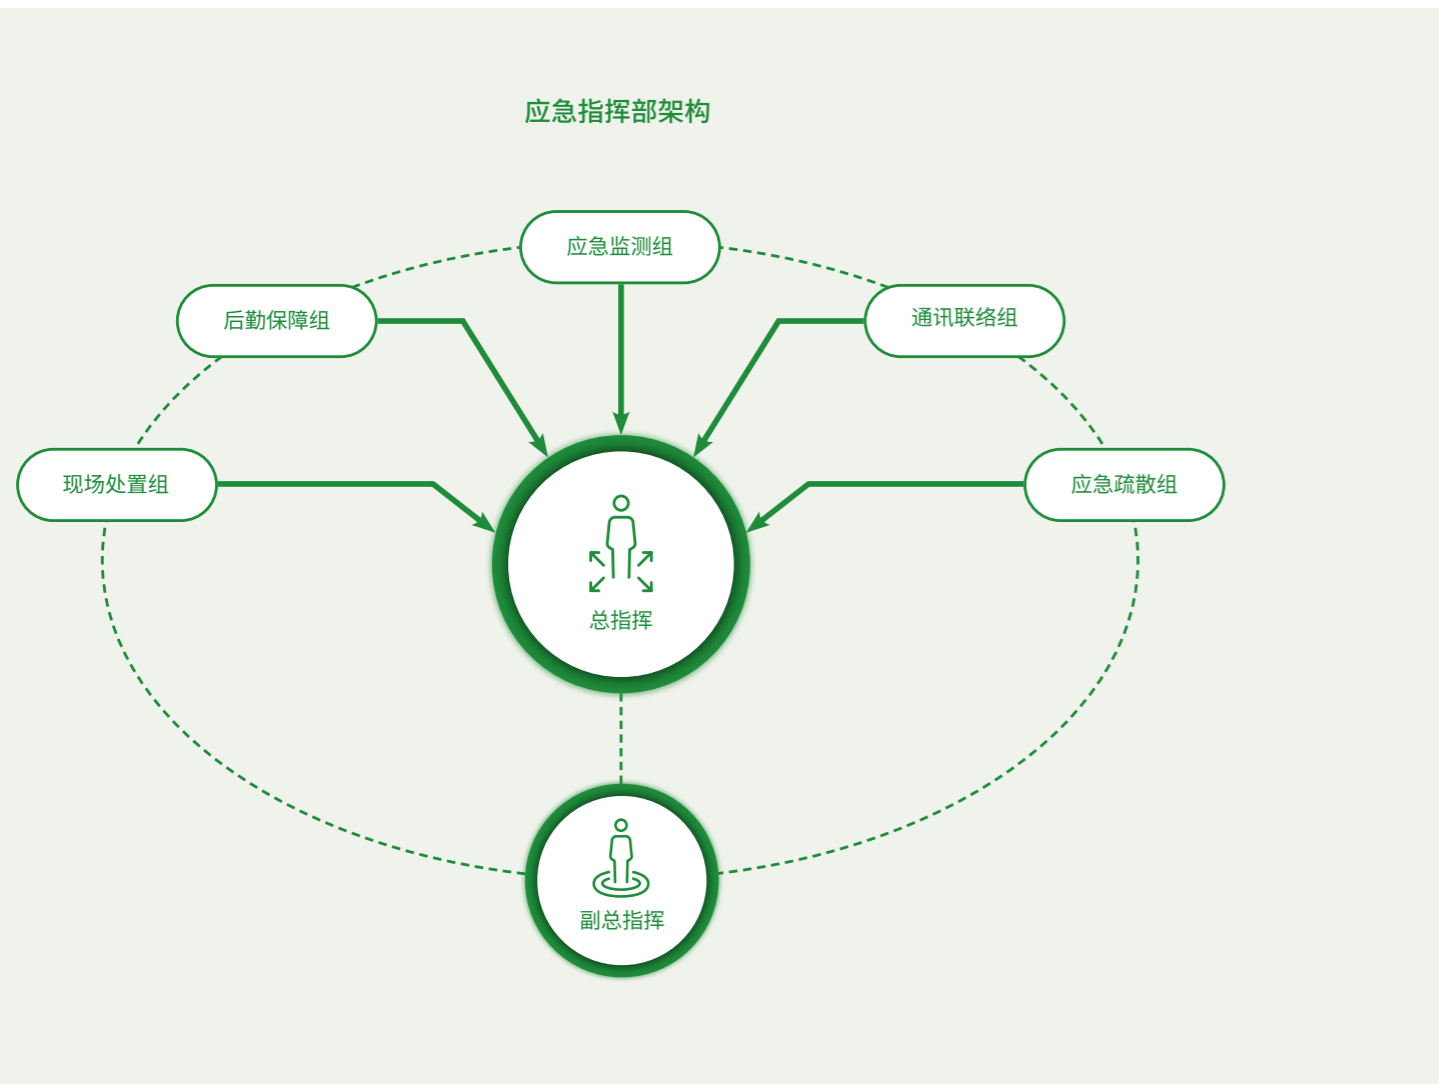 应急指挥部架构
应急监测组
后勤保障组
通讯联络组
现场处置组
应急疏散组
总指挥
副总指挥